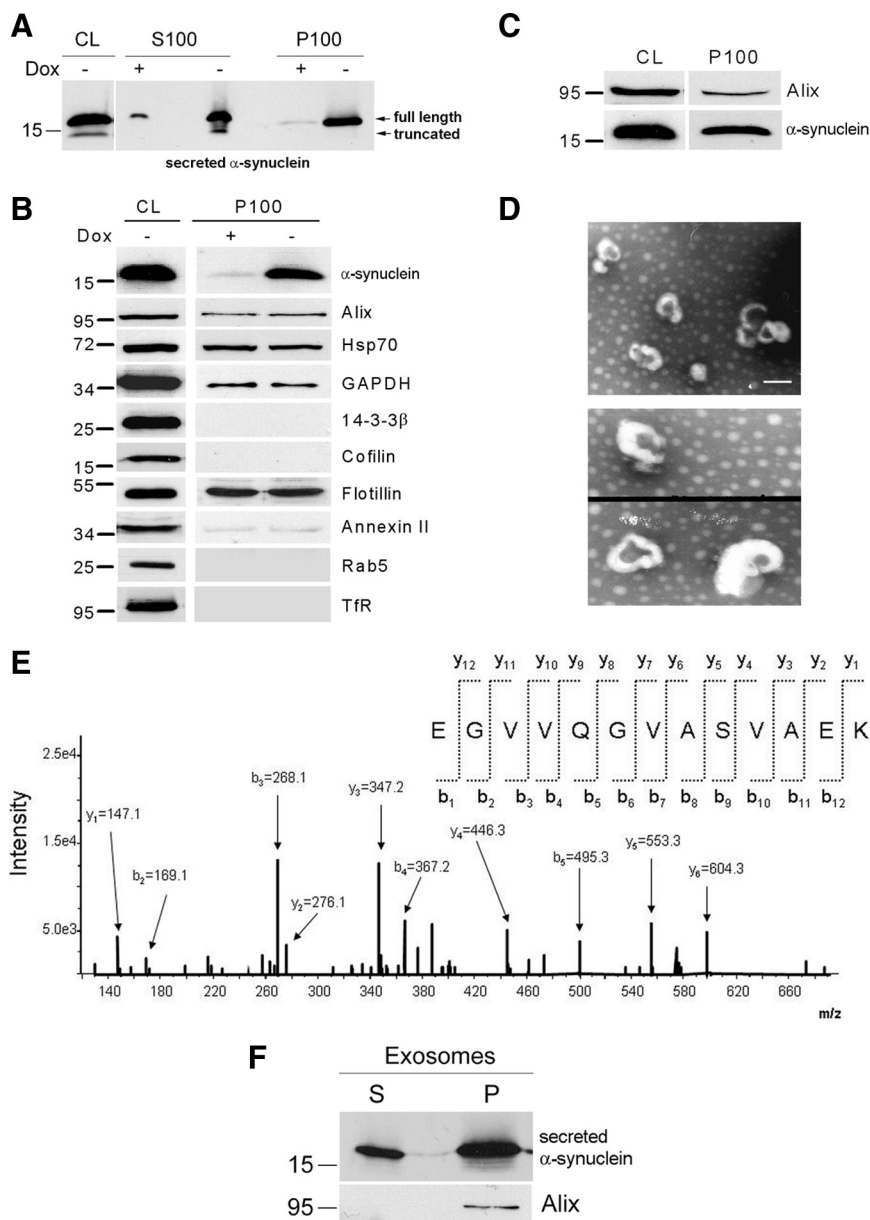 A
CL S100 P100
Dox - + - + -
15
full length
truncated
secreted α-synuclein
B
CL P100
Dox - + -
15 α-synuclein
95 Alix
72 Hsp70
34 GAPDH
25 14-3-3β
15 Cofilin
55 Flotillin
34 Annexin II
25 Rab5
95 TfR
C
CL P100
95 Alix
15 α-synuclein
D
E
y12 y11 y10 y9 y8 y7 y6 y5 y4 y3 y2 y1
E G V V Q G V A S V A E K
b1 b2 b3 b4 b5 b6 b7 b8 b9 b10 b11 b12
Intensity
2.5e4
1.5e4
5.0e3
y1=147.1
b2=169.1
b3=268.1
y2=276.1
y3=347.2
b4=367.2
y4=446.3
b5=495.3
y5=553.3
y6=604.3
140 180 220 260 300 340 380 420 460 500 540 580 620 660
m/z
F
Exosomes
S P
15
secreted
α-synuclein
95 Alix